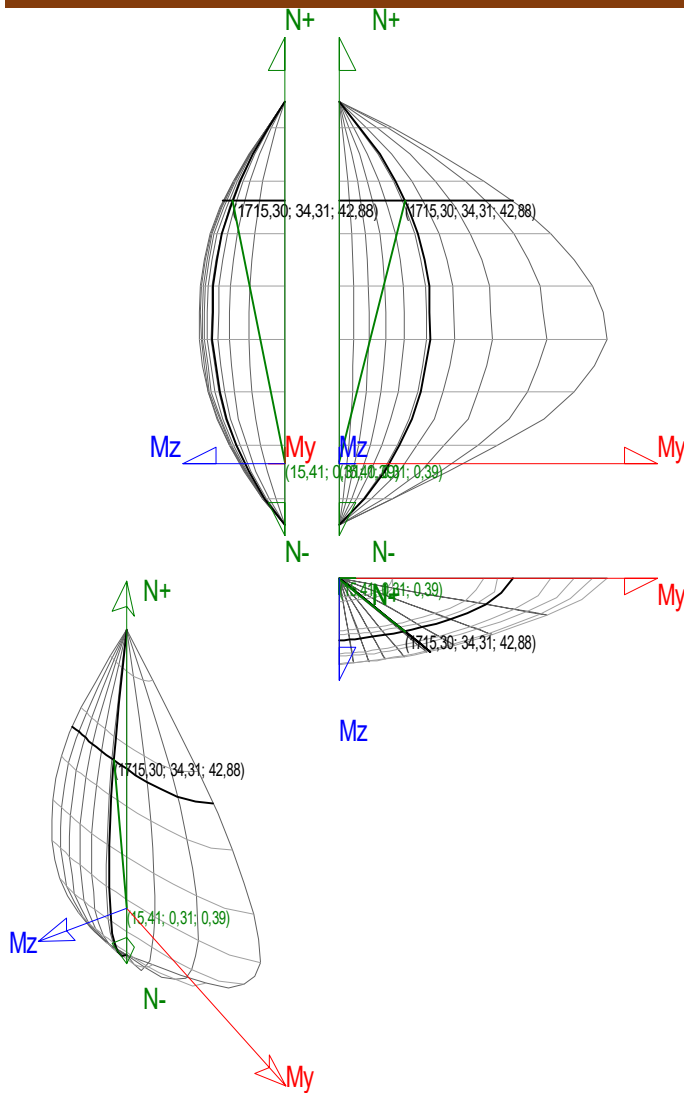 N+ N+
(1715,30; 34,31; 42,88) (1715,30; 34,31; 42,88)
Mz My Mz My
(15,41; 0,31; 0,39)
N- N-
N+
My
(1715,30; 34,31; 42,88)
Mz
N+
(1715,30; 34,31; 42,88)
(15,41; 0,31; 0,39)
Mz
N-
My